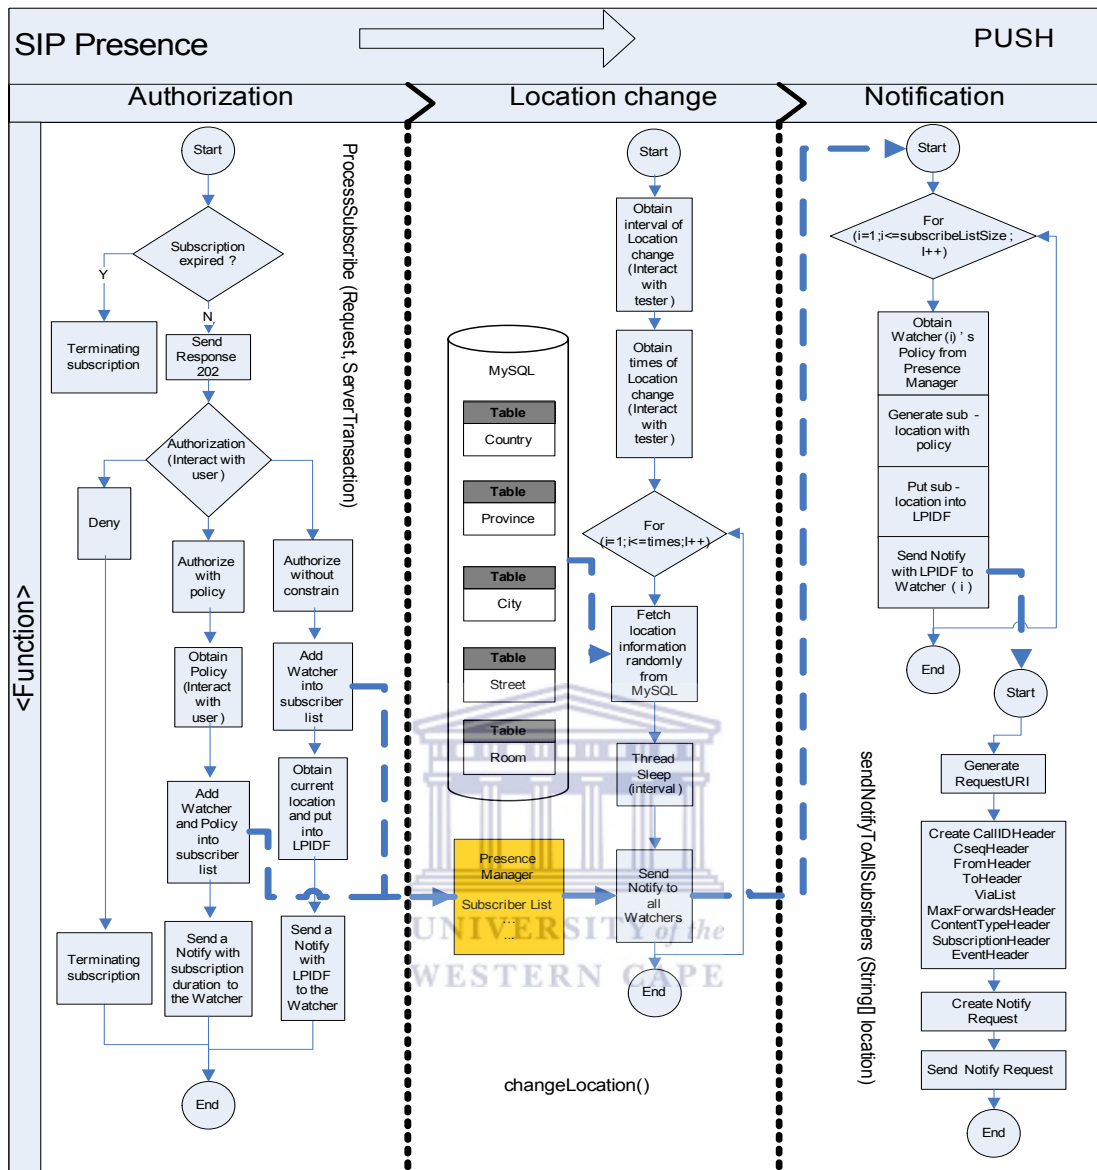 SIP Presence
PUSH
Authorization
Location change
Notification
<Function>
Start
Subscription
expired ?
Y
N
Terminating
subscription
Send
Response
202
Authorization
(Interact with
user)
Deny
Authorize
with
policy
Authorize
without
constrain
Obtain Policy
(Interact
with
user)
Add
Watcher
into
subscriber
list
Add
Watcher
and Policy
into
subscriber
list
Obtain
current
location
and put
into
LPIDF
Terminating
subscription
Send a
Notify with
subscription
duration to
the Watcher
Send a
Notify
with
LPIDF
to the
Watcher
End
ProcessSubscribe (Request, ServerTransaction)
MySQL
Table
Country
Table
Province
Table
City
Table
Street
Table
Room
Presence
Manager
Subscriber List
...
...
Start
Obtain
interval of
Location
change
(Interact
with
tester )
Obtain
times of
Location
change
(Interact
with
tester )
For
(i=1;i<=times;I++)
Fetch
location
information
randomly
from
MySQL
Thread
Sleep
(interval )
Send
Notify to
all
Watchers
End
changeLocation()
UNIVERSITY of the
WESTERN CAPE
Start
For
(i=1;i<=subscribeListSize ;
I++)
Obtain
Watcher (i) ' s
Policy from
Presence
Manager
Generate sub -
location with
policy
Put sub -
location into
LPIDF
Send Notify
with LPIDF to
Watcher ( i )
End
Start
Generate
RequestURI
Create CallIDHeader
CseqHeader
FromHeader
ToHeader
ViaList
MaxForwardsHeader
ContentTypeHeader
SubscriptionHeader
EventHeader
Create Notify
Request
Send Notify Request
End
sendNotifyToAllSubsribers (String[] location)